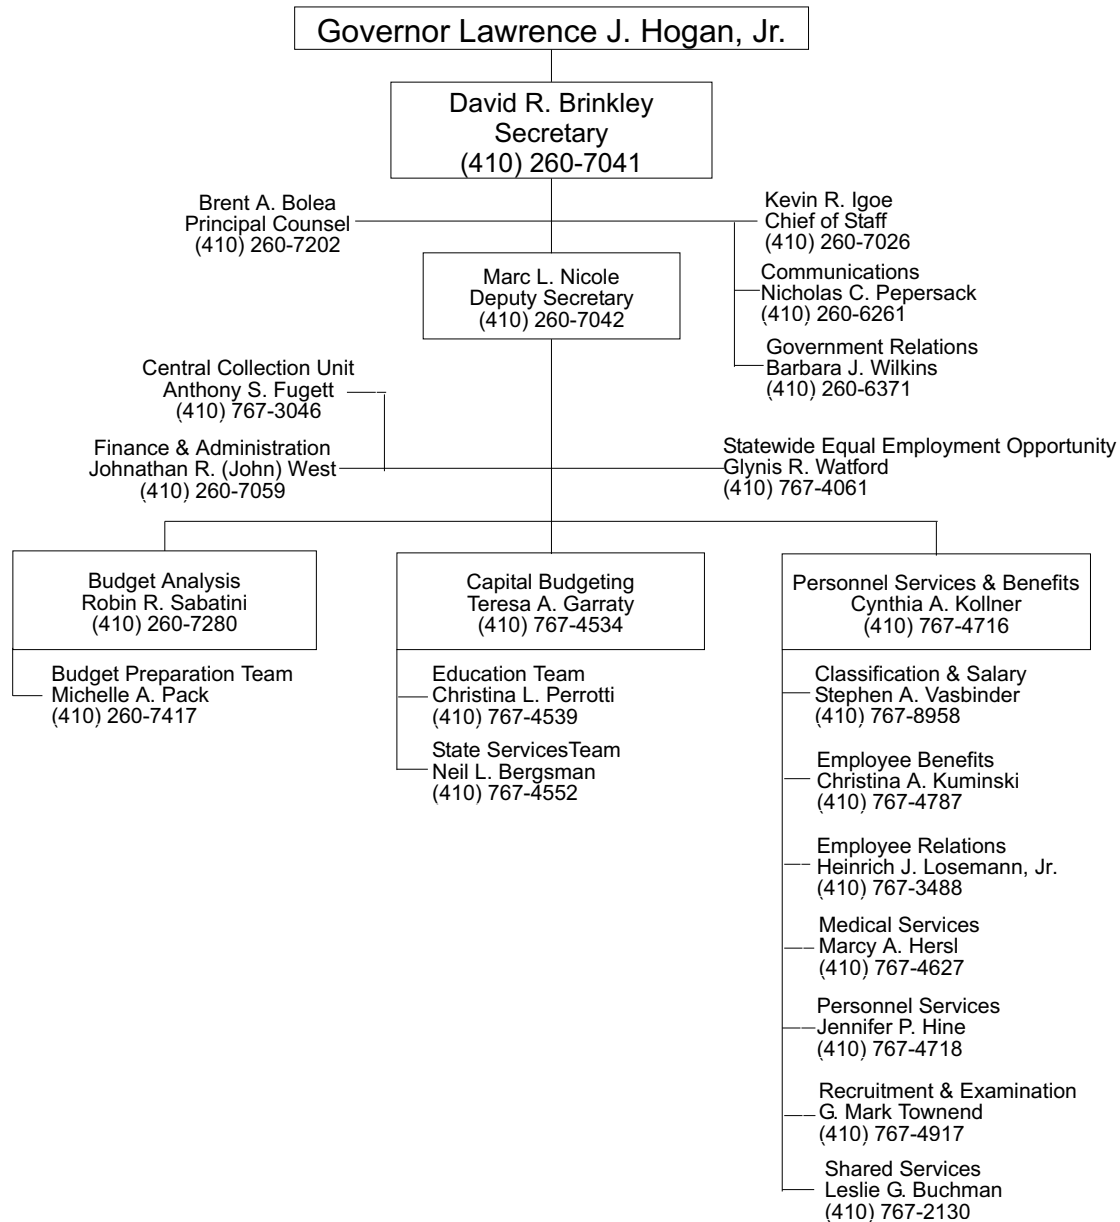 Governor Lawrence J. Hogan, Jr.
David R. Brinkley
Secretary
(410) 260-7041
Brent A. Bolea
Principal Counsel
(410) 260-7202
Kevin R. Igoe
Chief of Staff
(410) 260-7026
Communications
Nicholas C. Pepersack
(410) 260-6261
Government Relations
Barbara J. Wilkins
(410) 260-6371
Marc L. Nicole
Deputy Secretary
(410) 260-7042
Central Collection Unit
Anthony S. Fugett
(410) 767-3046
Finance & Administration
Johnathan R. (John) West
(410) 260-7059
Statewide Equal Employment Opportunity
Glynis R. Watford
(410) 767-4061
Budget Analysis
Robin R. Sabatini
(410) 260-7280
Budget Preparation Team
Michelle A. Pack
(410) 260-7417
Capital Budgeting
Teresa A. Garraty
(410) 767-4534
Education Team
Christina L. Perrotti
(410) 767-4539
State ServicesTeam
Neil L. Bergsman
(410) 767-4552
Personnel Services & Benefits
Cynthia A. Kollner
(410) 767-4716
Classification & Salary
Stephen A. Vasbinder
(410) 767-8958
Employee Benefits
Christina A. Kuminski
(410) 767-4787
Employee Relations
Heinrich J. Losemann, Jr.
(410) 767-3488
Medical Services
Marcy A. Hersl
(410) 767-4627
Personnel Services
Jennifer P. Hine
(410) 767-4718
Recruitment & Examination
G. Mark Townend
(410) 767-4917
Shared Services
Leslie G. Buchman
(410) 767-2130